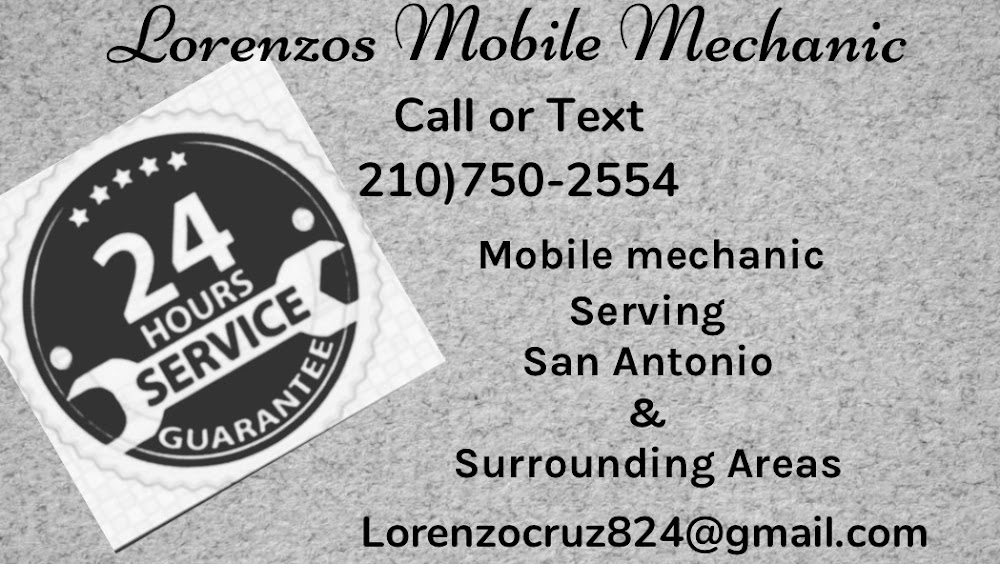 Lorenzos Mobile Mechanic
Call or Text
210)750-2554
24
HOURS
SERVICE
GUARANTEE
Mobile mechanic
Serving
San Antonio
&
Surrounding Areas
Lorenzocruz824@gmail.com